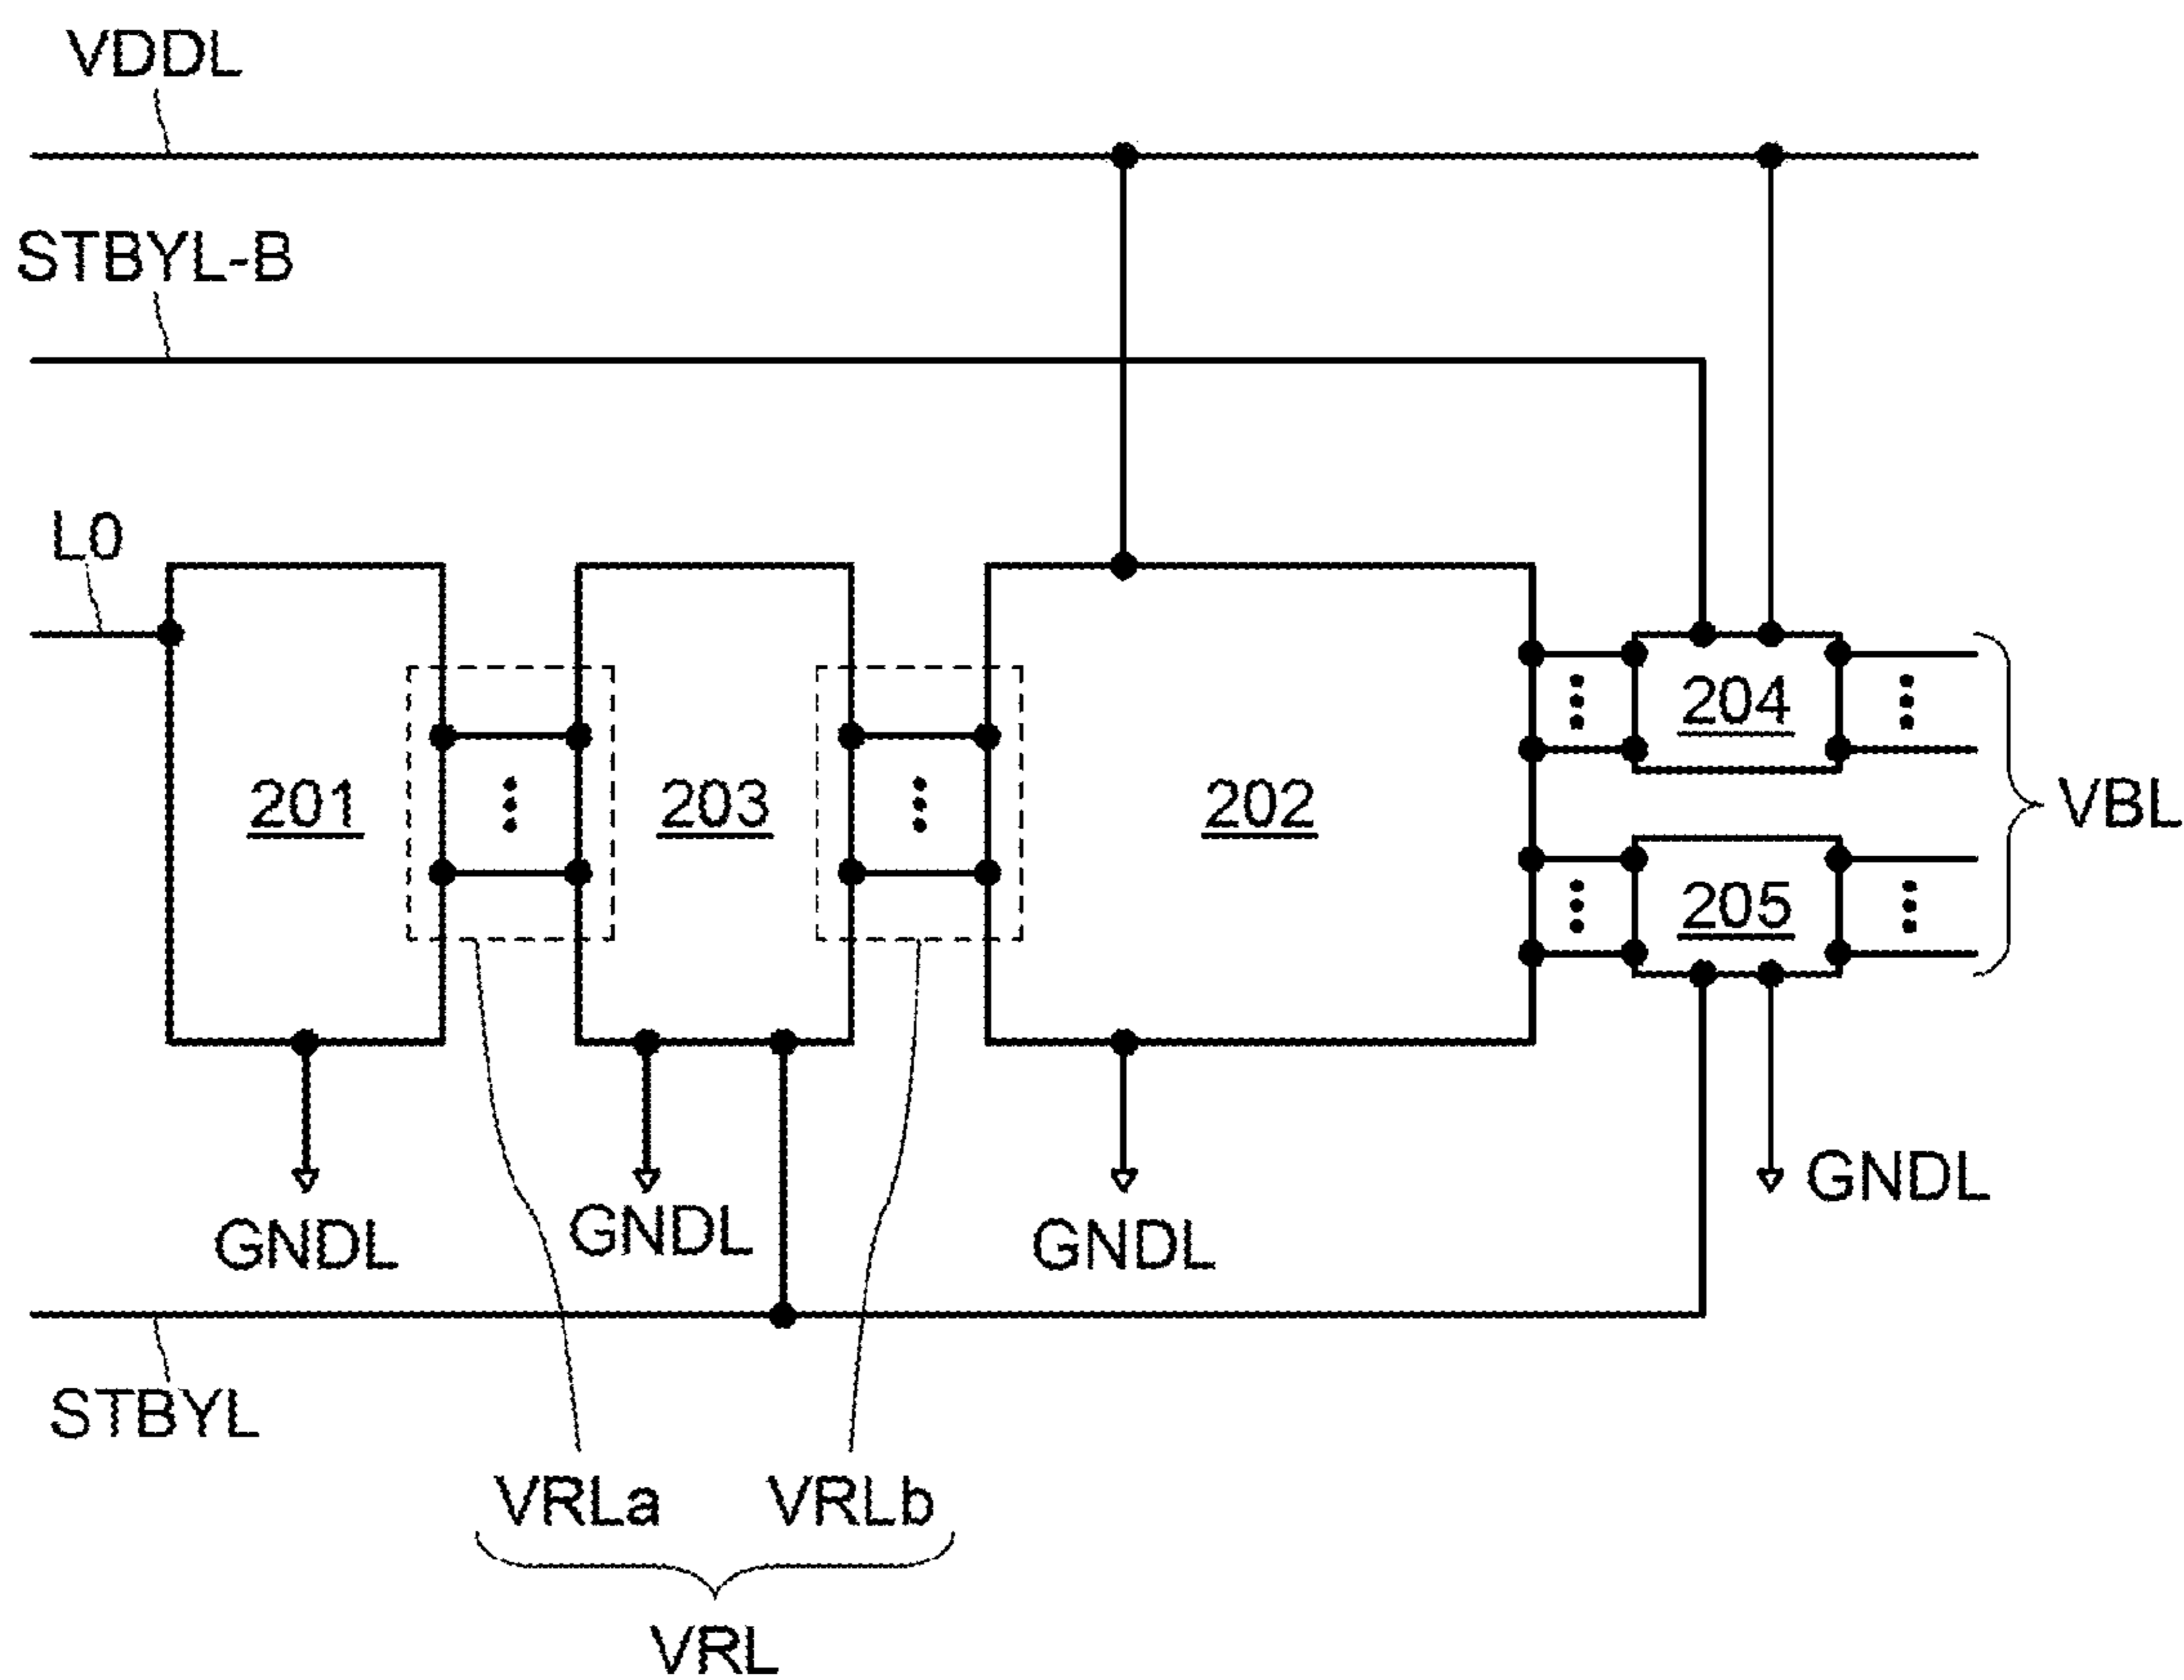 VDDL
STBYL-B
L0
201
203
202
204
205
VBL
GNDL
GNDL
GNDL
GNDL
STBYL
VRLa
VRLb
VRL